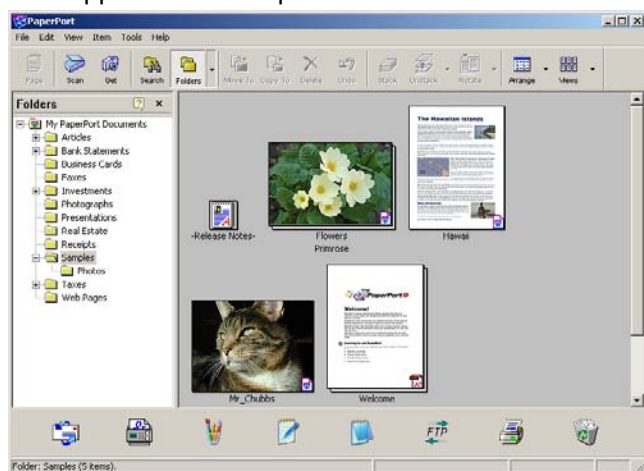 PaperPort
File Edit View Item Tools Help
Page Scan Get Search Folders Move To Copy To Delete Undo Stack Unstack Rotate Arrange Views
Folders
My PaperPort Documents
Articles
Bank Statements
Business Cards
Faxes
Investments
Photographs
Presentations
Real Estate
Receipts
Samples
Photos
Taxes
Web Pages
-Release Notes-
Flowers
Primrose
The Hawaiian Islands
Hawaii
Mr_Chubbs
PaperPort
Welcome!
Welcome
FTP
Folder: Samples (5 items).